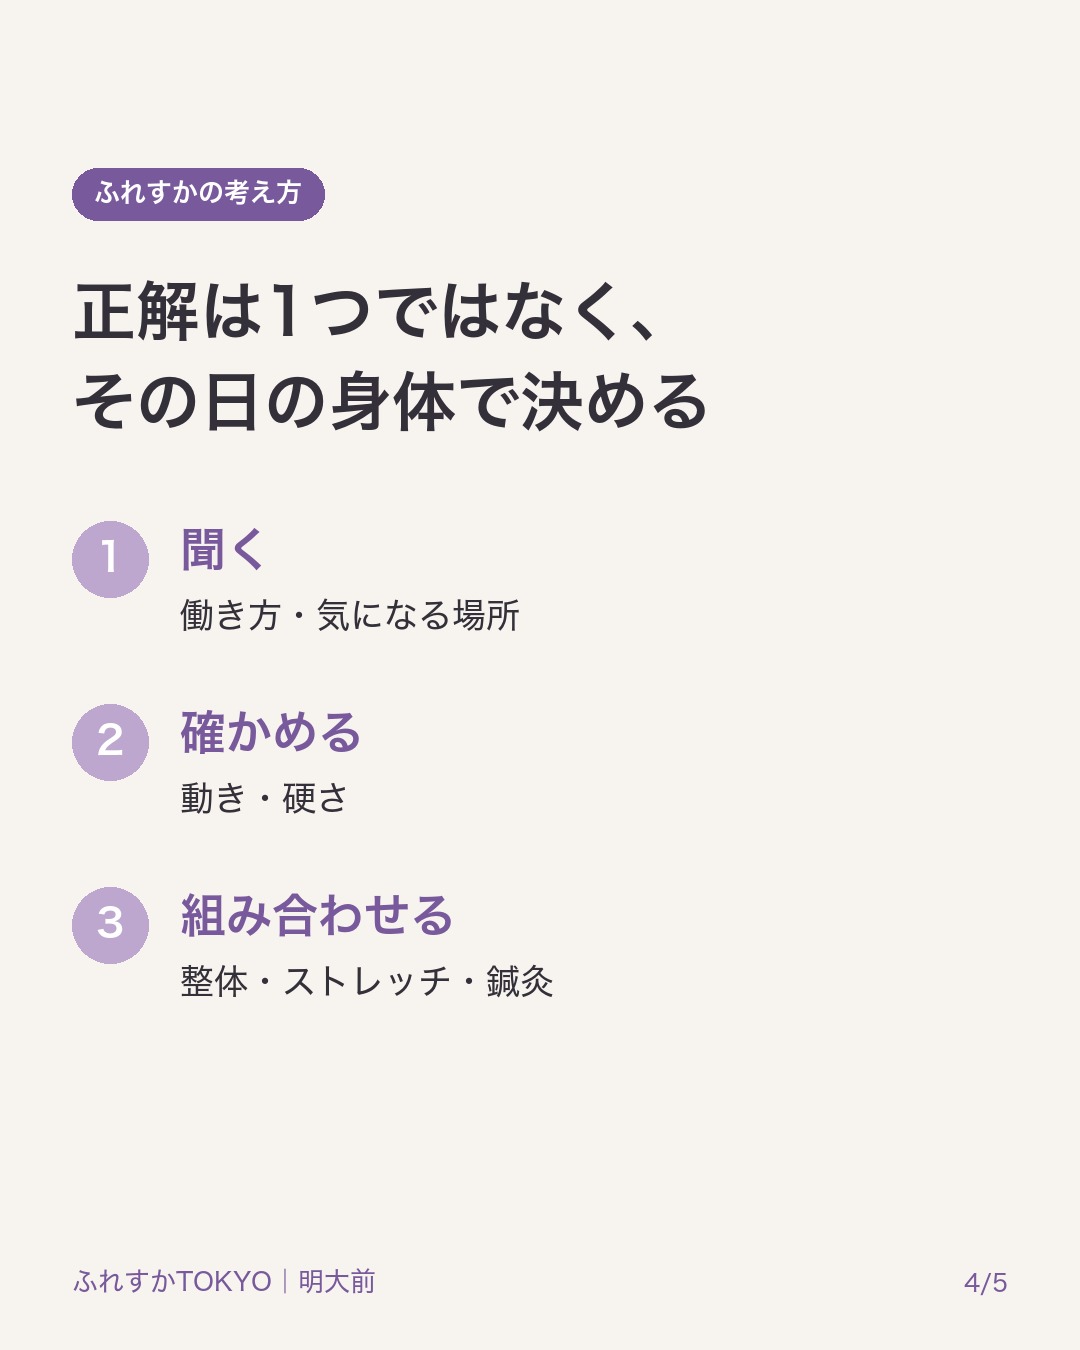 ふれすかの考え方
正解は1つではなく、
その日の身体で決める
1
聞く
働き方・気になる場所
2
確かめる
動き・硬さ
3
組み合わせる
整体・ストレッチ・鍼灸
ふれすかTOKYO｜明大前
4/5